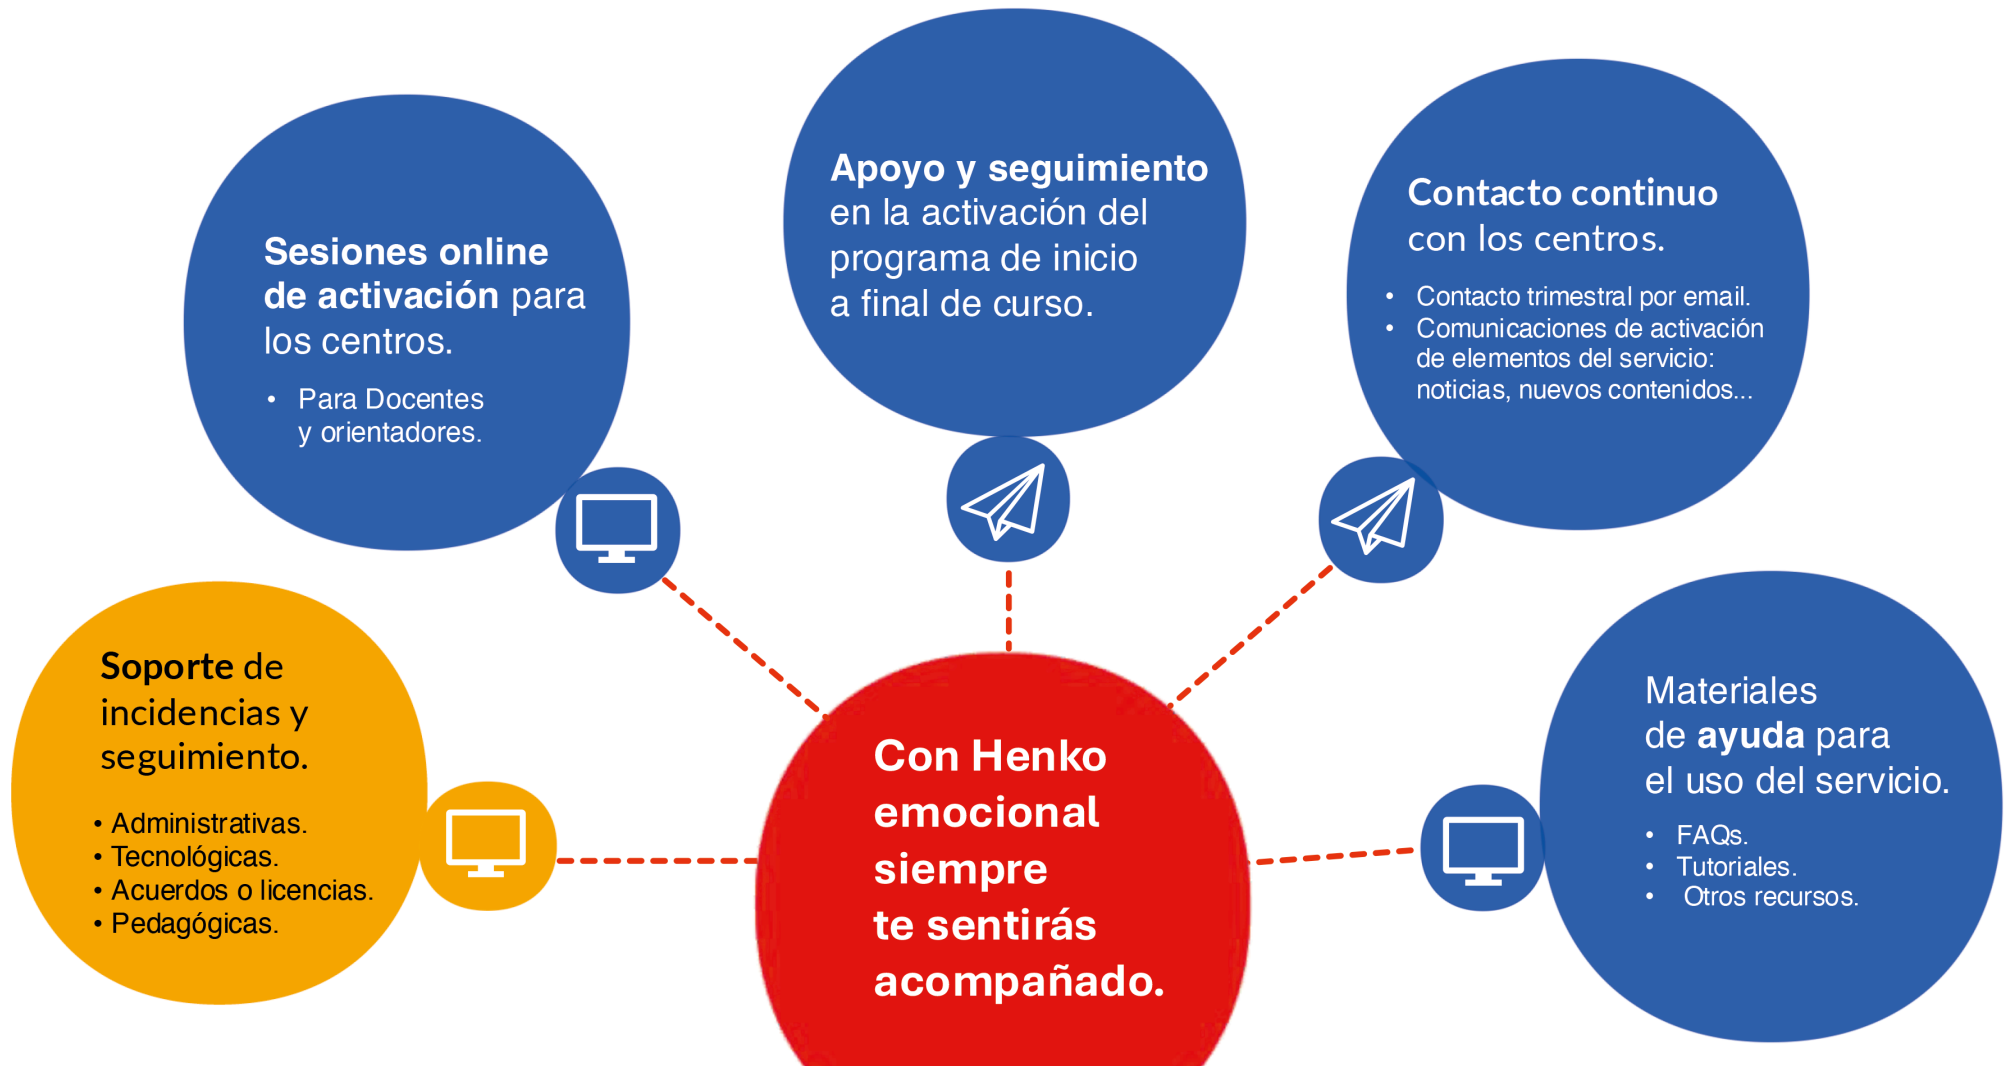 Sesiones online
de activación para
los centros.
• Para Docentes
y orientadores.
Apoyo y seguimiento
en la activación del
programa de inicio
a final de curso.
Contacto continuo
con los centros.
• Contacto trimestral por email.
• Comunicaciones de activación
de elementos del servicio:
noticias, nuevos contenidos...
Soporte de
incidencias y
seguimiento.
• Administrativas.
• Tecnológicas.
• Acuerdos o licencias.
• Pedagógicas.
Con Henko
emocional
siempre
te sentirás
acompañado.
Materiales
de ayuda para
el uso del servicio.
• FAQs.
• Tutoriales.
• Otros recursos.